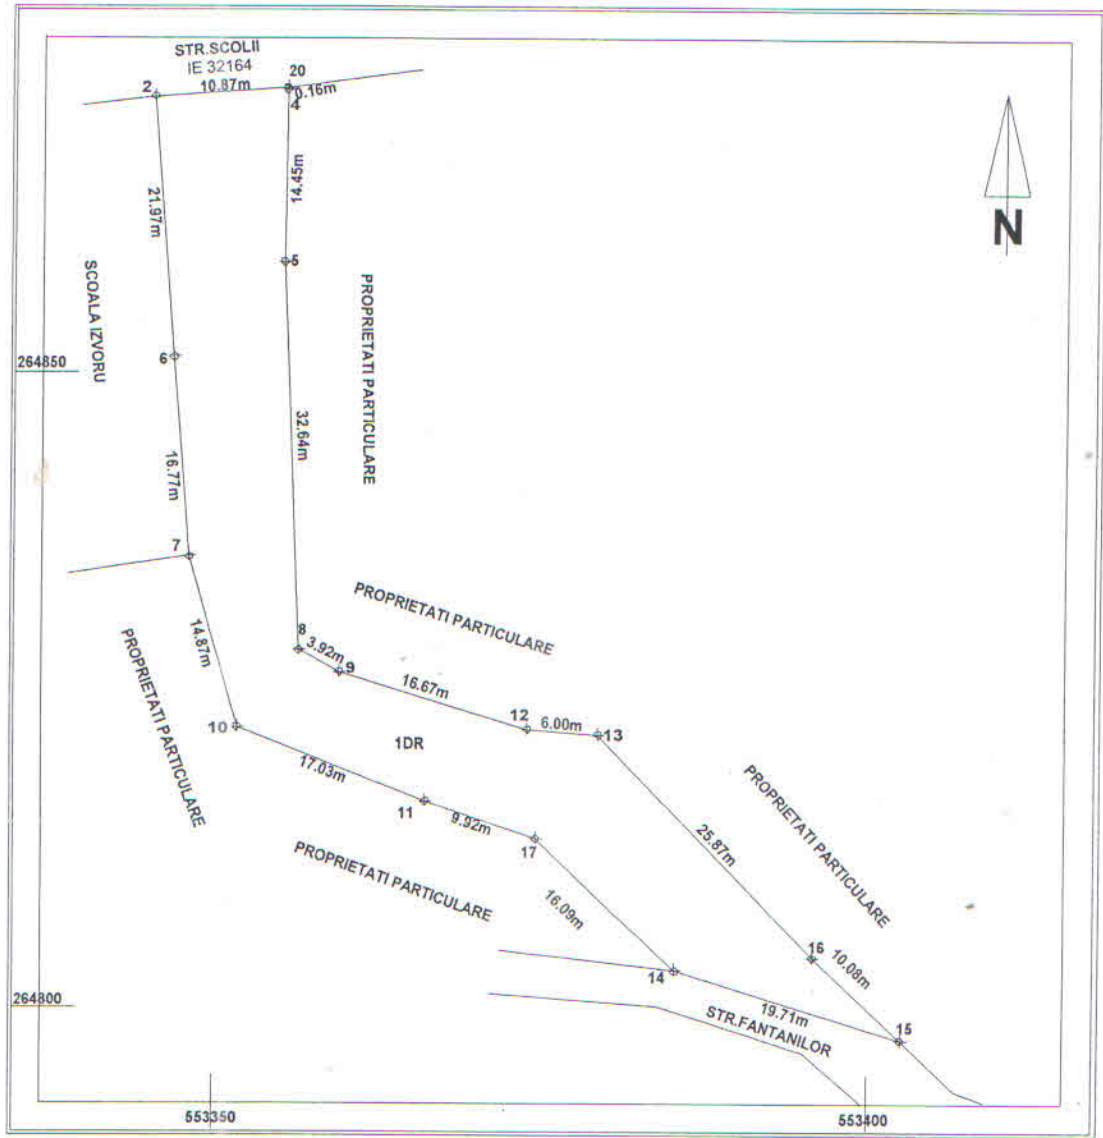 STR.SCOLII
IE 32164
2
10.87m
20
0.16m
4
14.45m
21.97m
N
5
SCOALA IZVORU
PROPRIETATI PARTICULARE
6
264850
32.64m
16.77m
7
PROPRIETATI PARTICULARE
8
3.92m
9
14.87m
PROPRIETATI PARTICULARE
16.67m
12
6.00m
13
10
1DR
17.03m
PROPRIETATI PARTICULARE
11
9.92m
25.87m
17
PROPRIETATI PARTICULARE
16.09m
16
10.08m
14
264800
19.71m
STR.FANTANILOR
15
553350
553400